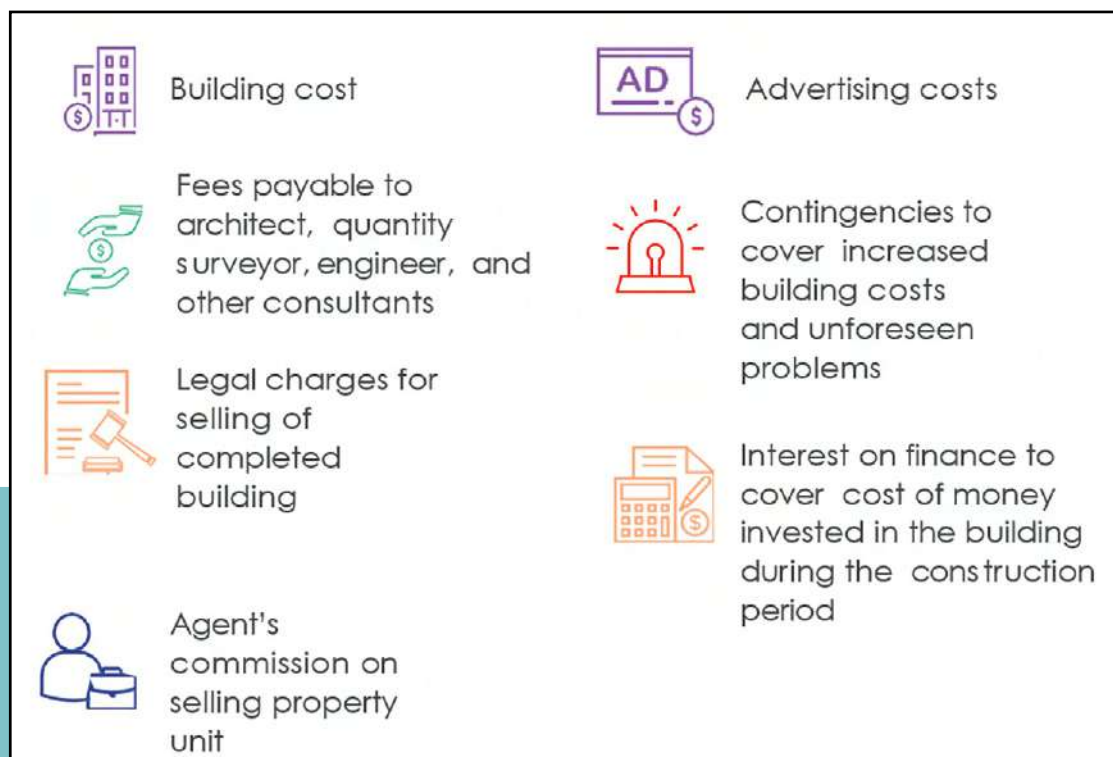 Building cost
Fees payable to
architect, quantity
surveyor, engineer, and
other consultants
Legal charges for
selling of
completed
building
Agent's
commission on
selling property
unit
AD
$
Advertising costs
Contingencies to
cover increased
building costs
and unforeseen
problems
Interest on finance to
cover cost of money
invested in the building
during the construction
period